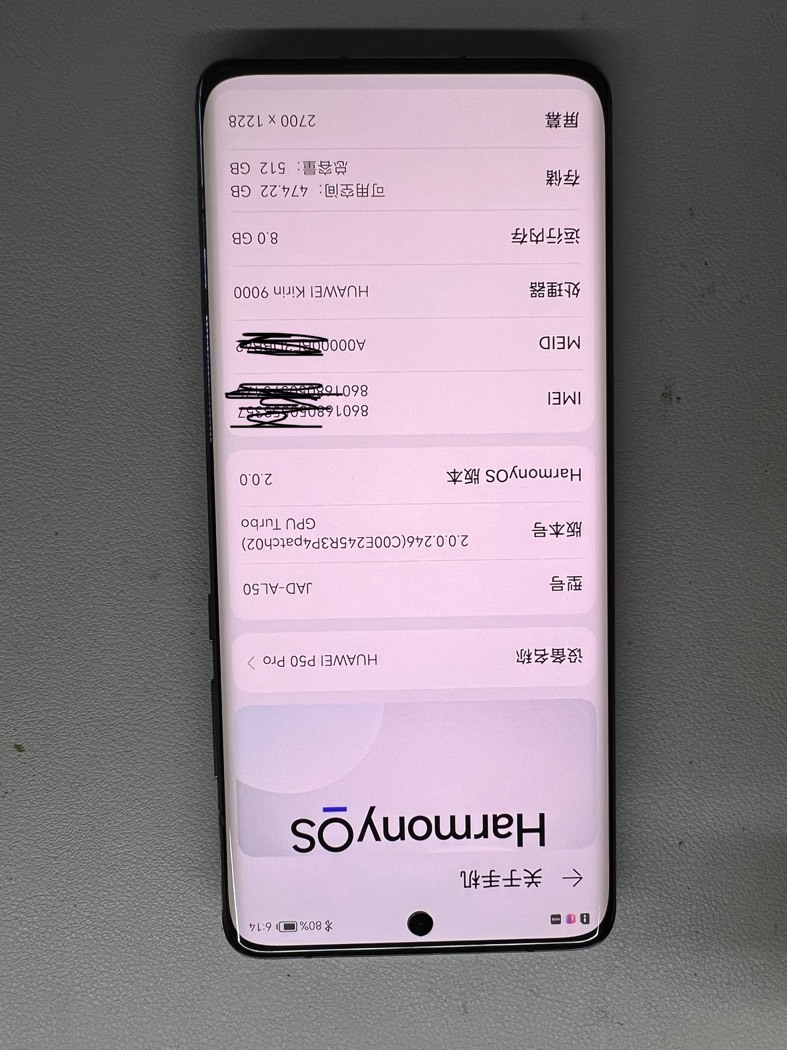 6:14
80%
关于手机
HarmonyOS
设备名称
HUAWEI P50 Pro
型号
JAD-AL50
版本号
2.0.0.246(C00E245R3P4patch02)
GPU Turbo
HarmonyOS 版本
2.0.0
IMEI
MEID
处理器
HUAWEI Kirin 9000
运行内存
8.0 GB
存储
可用空间：474.22 GB
总容量：512 GB
屏幕
2700 x 1228